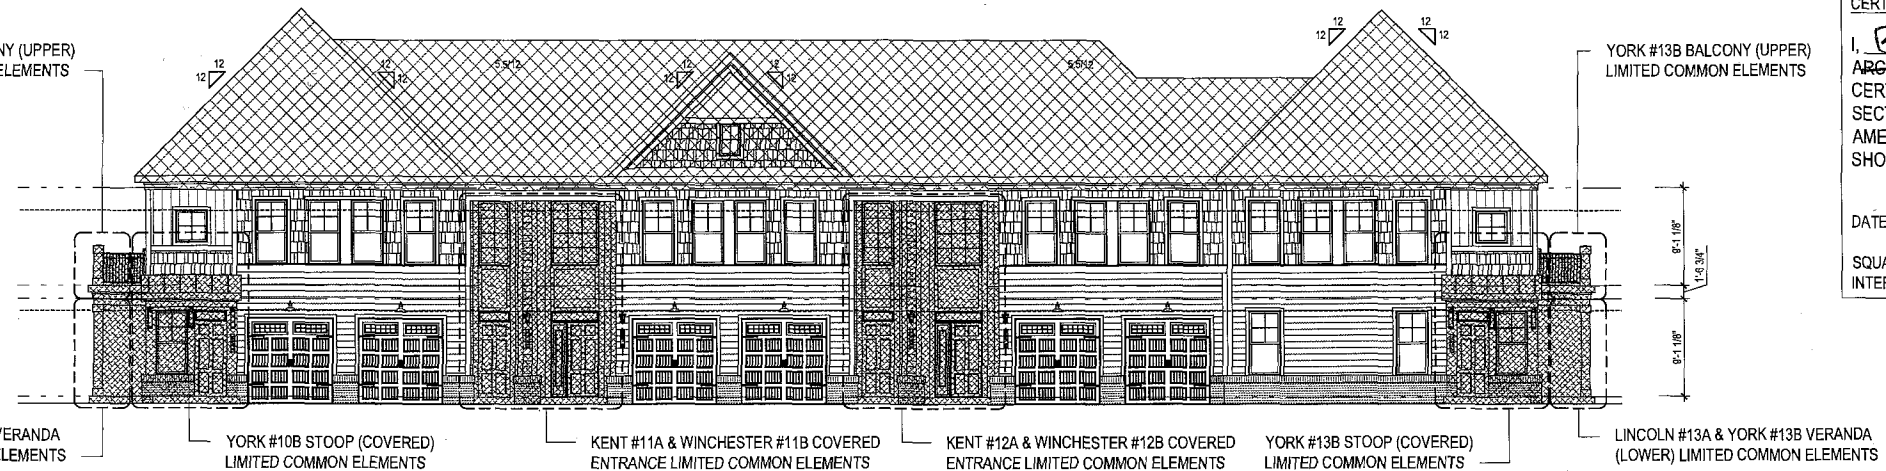 NY (UPPER)
ELEMENTS
VERANDA
ELEMENTS
12
12
12
12
5.5/12
12
12
12
12
5.5/12
12
12
12
12
YORK #10B STOOP (COVERED)
LIMITED COMMON ELEMENTS
KENT #11A & WINCHESTER #11B COVERED
ENTRANCE LIMITED COMMON ELEMENTS
KENT #12A & WINCHESTER #12B COVERED
ENTRANCE LIMITED COMMON ELEMENTS
YORK #13B STOOP (COVERED)
LIMITED COMMON ELEMENTS
YORK #13B BALCONY (UPPER)
LIMITED COMMON ELEMENTS
9'-1 1/8"
1'-6 3/4"
9'-1 1/8"
LINCOLN #13A & YORK #13B VERANDA
(LOWER) LIMITED COMMON ELEMENTS
CERT
I,
ARC
CER
SECT
AME
SHO
DATE
SQUA
INTER